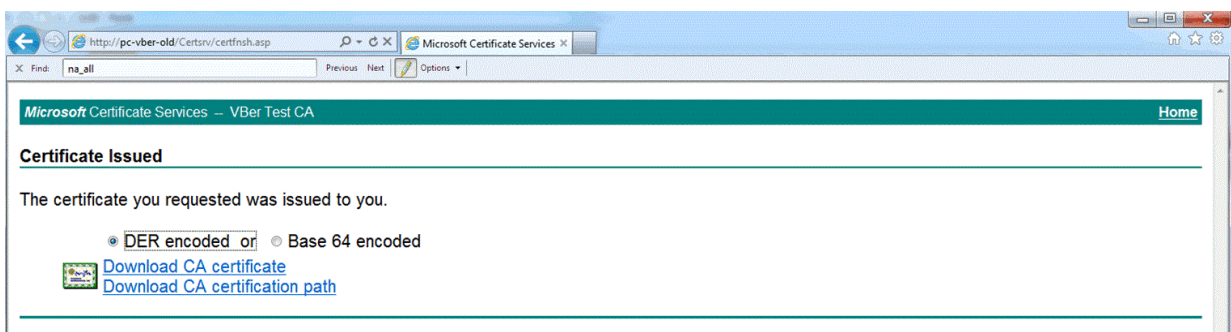 http://pc-vber-old/Certsrv/certfnsh.asp
Microsoft Certificate Services
X Find: na_all Previous Next Options
Microsoft Certificate Services -- VBer Test CA Home
Certificate Issued
The certificate you requested was issued to you.
DER encoded or Base 64 encoded
Download CA certificate
Download CA certification path